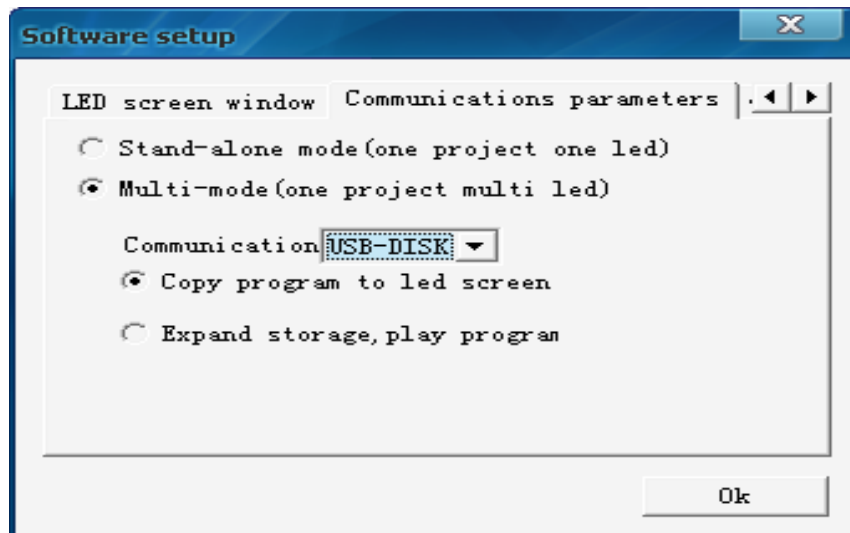 Software setup
LED screen window Communications parameters
Stand-alone mode(one project one led)
Multi-mode(one project multi led)
Communication USB-DISK
Copy program to led screen
Expand storage,play program
Ok